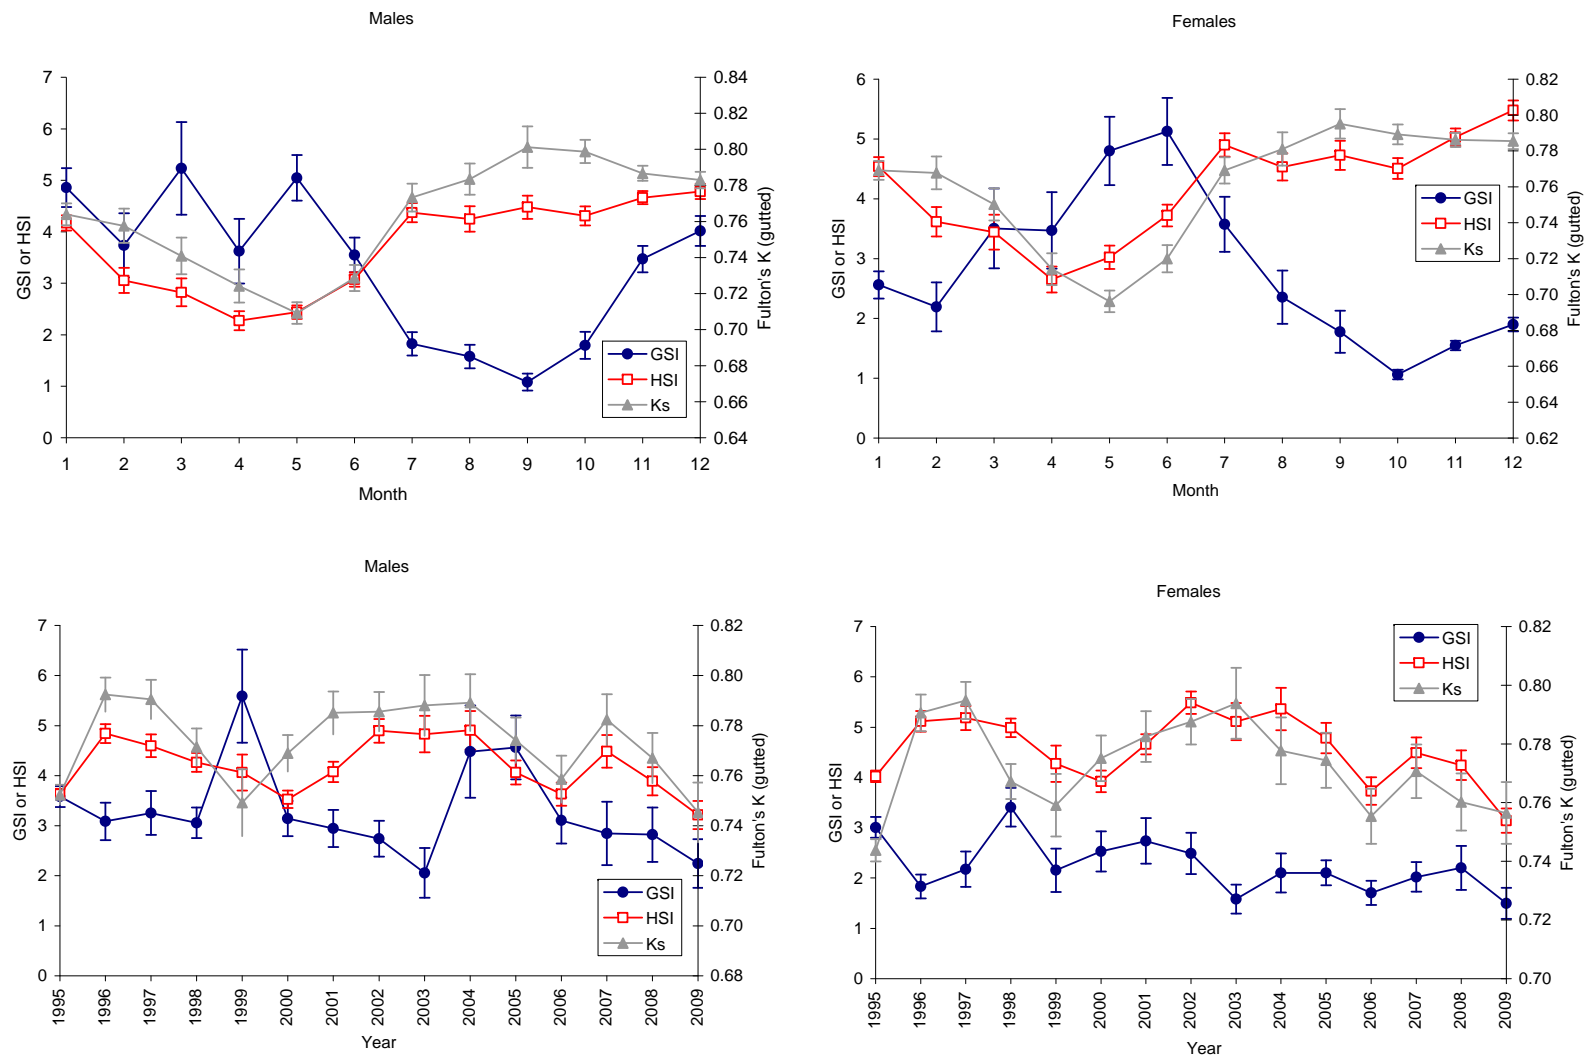 Males
7
6
5
4
3
2
1
0
GSI or HSI
0.84
0.82
0.80
0.78
0.76
0.74
0.72
0.70
0.68
0.66
0.64
Fulton's K (gutted)
GSI
HSI
Ks
1 2 3 4 5 6 7 8 9 10 11 12
Month
Females
6
5
4
3
2
1
0
GSI or HSI
0.82
0.80
0.78
0.76
0.74
0.72
0.70
0.68
0.66
0.64
0.62
Fulton's K (gutted)
GSI
HSI
Ks
1 2 3 4 5 6 7 8 9 10 11 12
Month
Males
7
6
5
4
3
2
1
0
GSI or HSI
0.82
0.80
0.78
0.76
0.74
0.72
0.70
0.68
Fulton's K (gutted)
GSI
HSI
Ks
1995 1996 1997 1998 1999 2000 2001 2002 2003 2004 2005 2006 2007 2008 2009
Year
Females
7
6
5
4
3
2
1
0
GSI or HSI
0.82
0.80
0.78
0.76
0.74
0.72
0.70
Fulton's K (gutted)
GSI
HSI
Ks
1995 1996 1997 1998 1999 2000 2001 2002 2003 2004 2005 2006 2007 2008 2009
Year